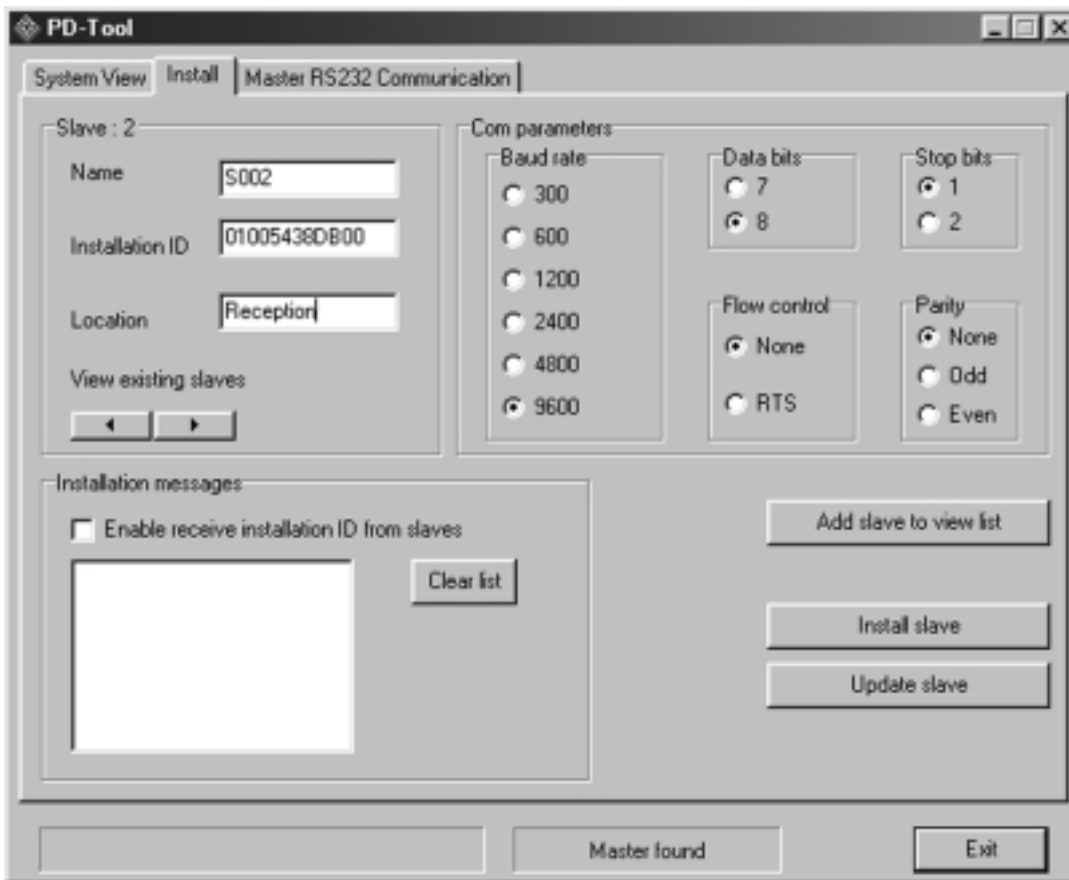 PD-Tool
System View Install Master RS232 Communication
Slave : 2
Name S002
Installation ID 01005438DB00
Location Reception
View existing slaves
Com parameters
Baud rate
300
600
1200
2400
4800
9600
Data bits
7
8
Stop bits
1
2
Flow control
None
RTS
Parity
None
Odd
Even
Installation messages
Enable receive installation ID from slaves
Clear list
Add slave to view list
Install slave
Update slave
Master found
Exit